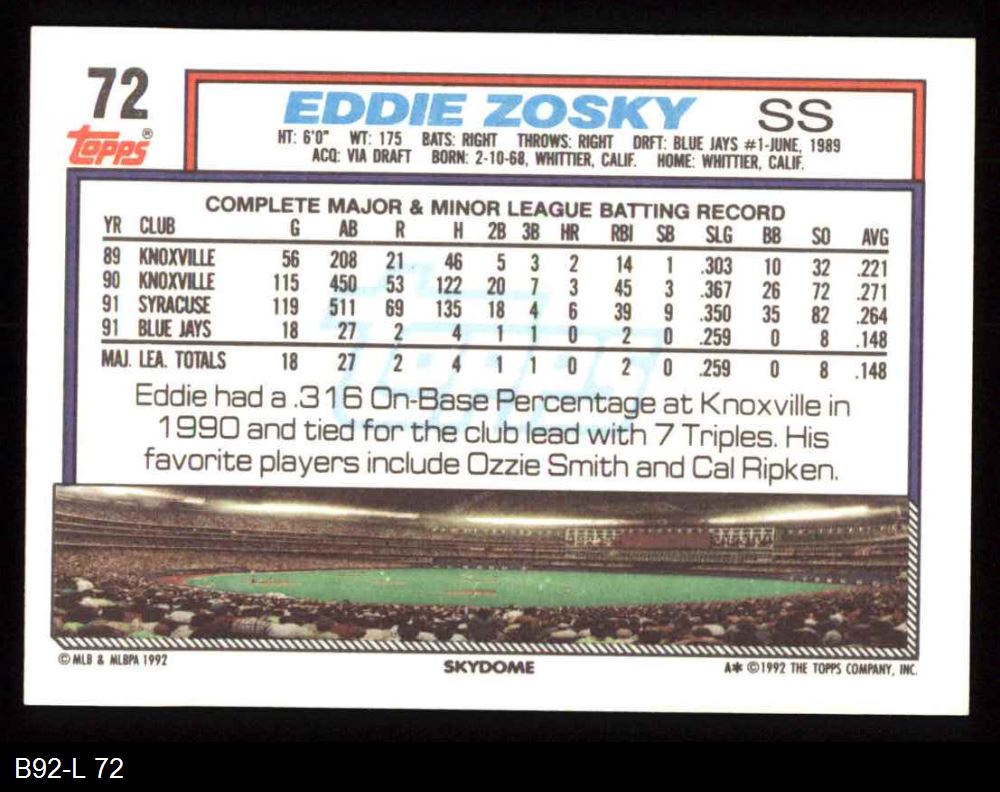 72
TOPPS®
EDDIE ZOSKY SS
HT: 6'0" WT: 175 BATS: RIGHT THROWS: RIGHT DRFT: BLUE JAYS #1-JUNE, 1989
ACQ: VIA DRAFT BORN: 2-10-68, WHITTIER, CALIF. HOME: WHITTIER, CALIF.
COMPLETE MAJOR & MINOR LEAGUE BATTING RECORD
YR CLUB G AB R H 2B 3B HR RBI SB SLG BB SO AVG
89 KNOXVILLE 56 208 21 46 5 3 2 14 1 .303 10 32 .221
90 KNOXVILLE 115 450 53 122 20 7 3 45 3 .367 26 72 .271
91 SYRACUSE 119 511 69 135 18 4 6 39 9 .350 35 82 .264
91 BLUE JAYS 18 27 2 4 1 1 0 2 0 .259 0 8 .148
MAJ. LEA. TOTALS 18 27 2 4 1 1 0 2 0 .259 0 8 .148
Eddie had a .316 On-Base Percentage at Knoxville in
1990 and tied for the club lead with 7 Triples. His
favorite players include Ozzie Smith and Cal Ripken.
© MLB & MLBPA 1992
SKYDOME
A* © 1992 THE TOPPS COMPANY, INC.
B92-L 72